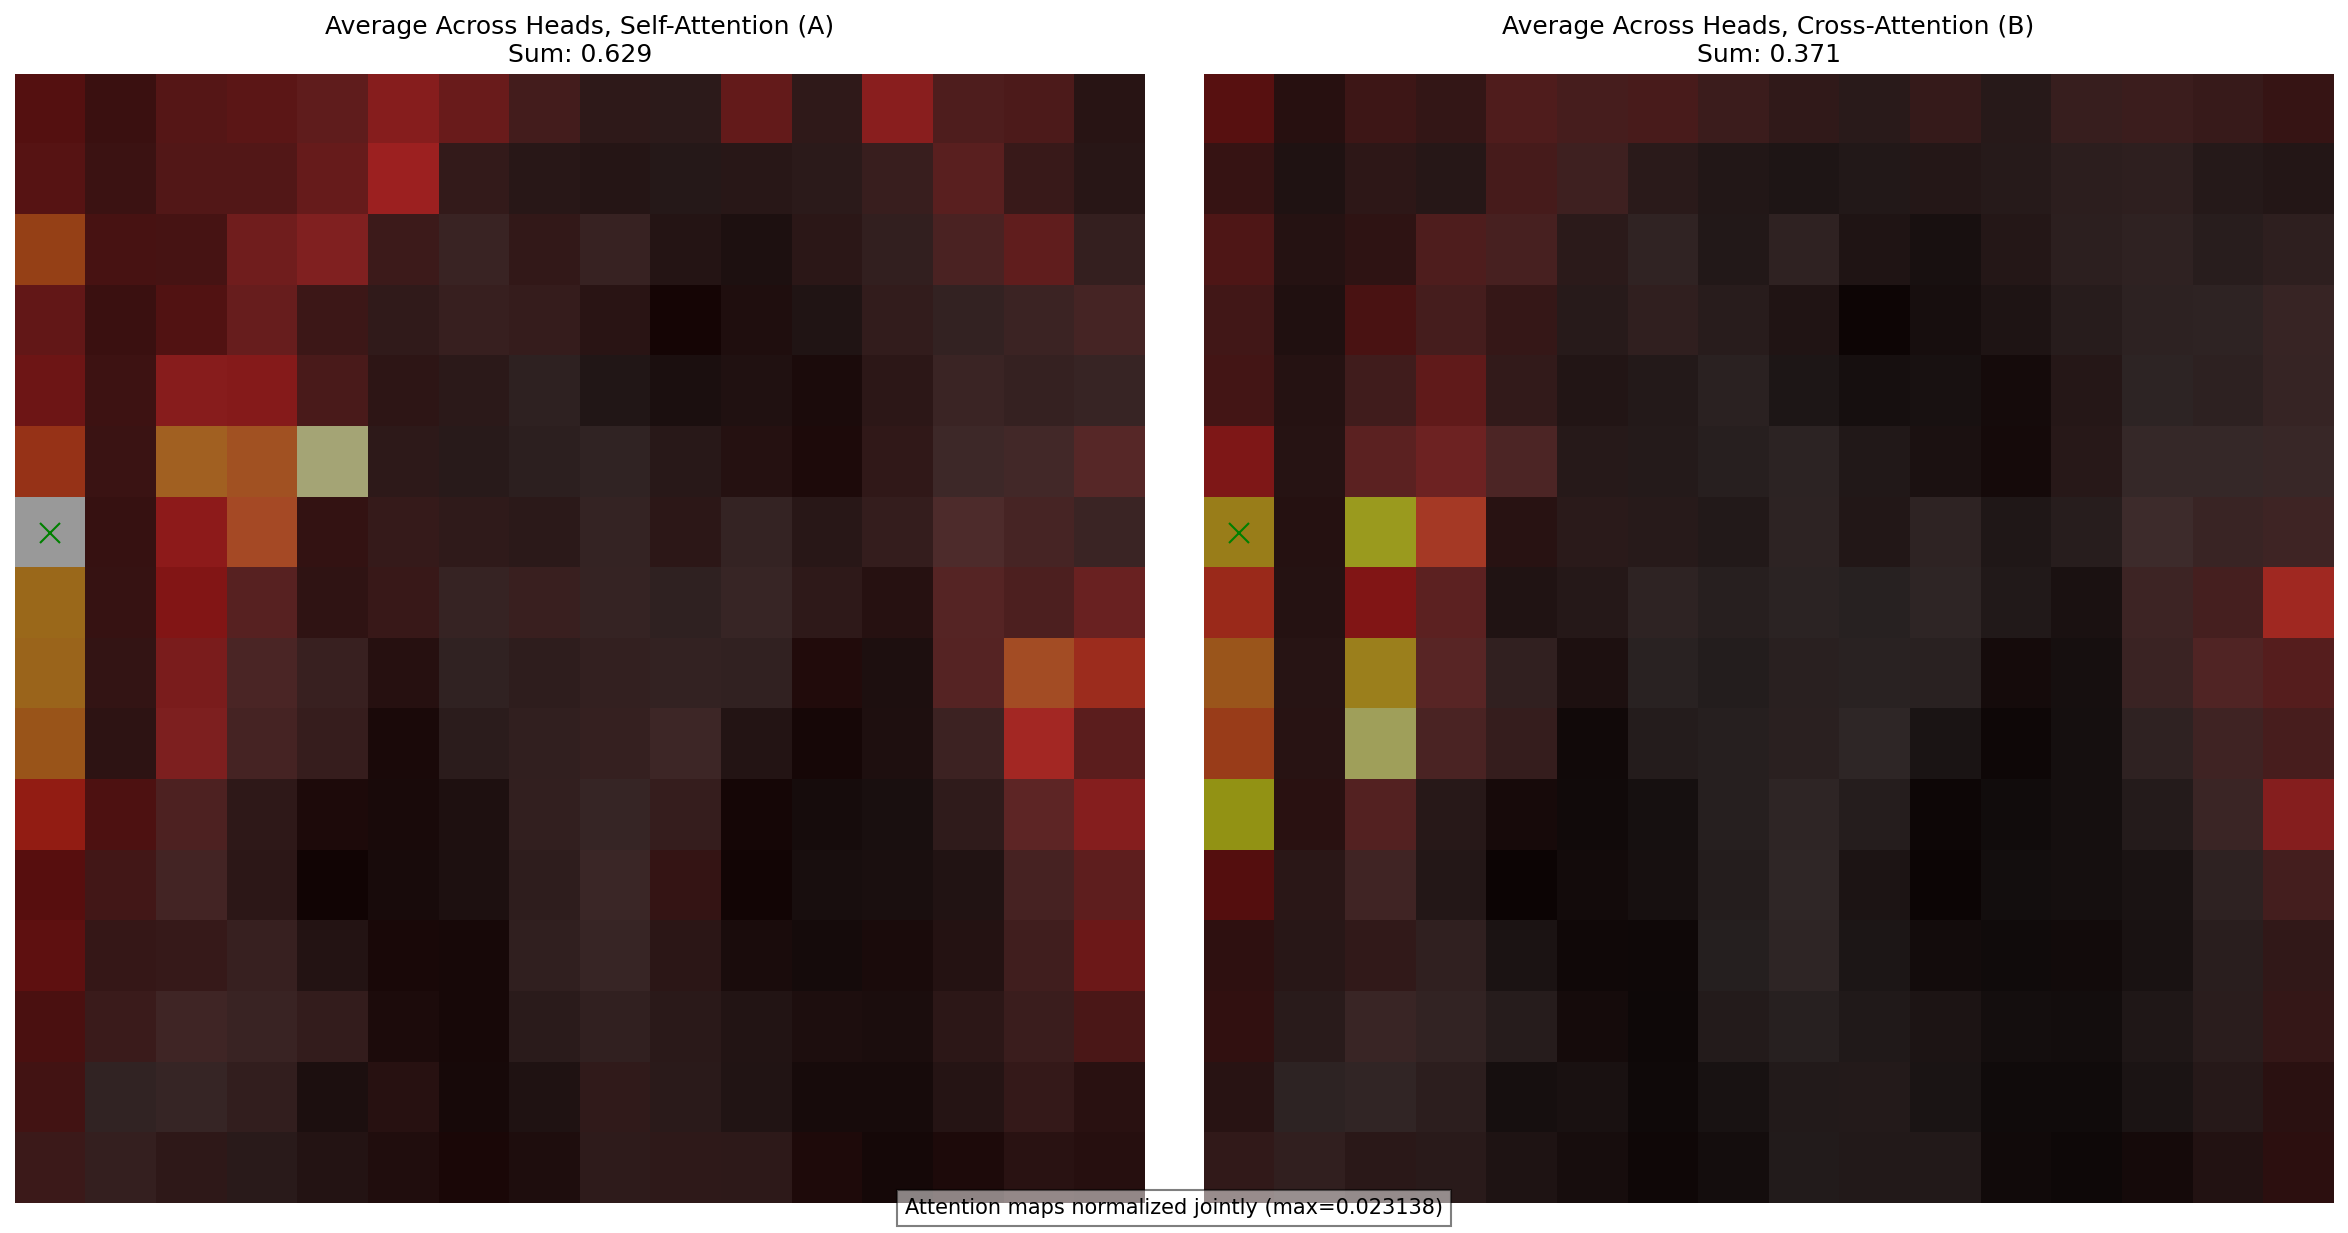 Average Across Heads, Self-Attention (A)
Sum: 0.629
Average Across Heads, Cross-Attention (B)
Sum: 0.371
Attention maps normalized jointly (max=0.023138)